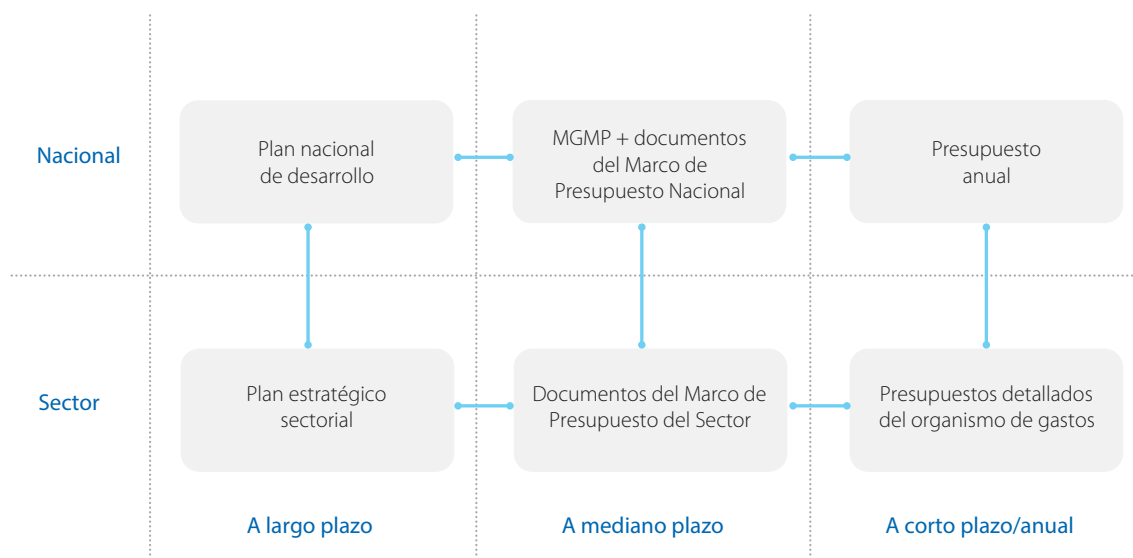 Nacional
Plan nacional
de desarrollo
MGMP + documentos
del Marco de
Presupuesto Nacional
Presupuesto
anual
Sector
Plan estratégico
sectorial
Documentos del Marco de
Presupuesto del Sector
Presupuestos detallados
del organismo de gastos
A largo plazo
A mediano plazo
A corto plazo/anual